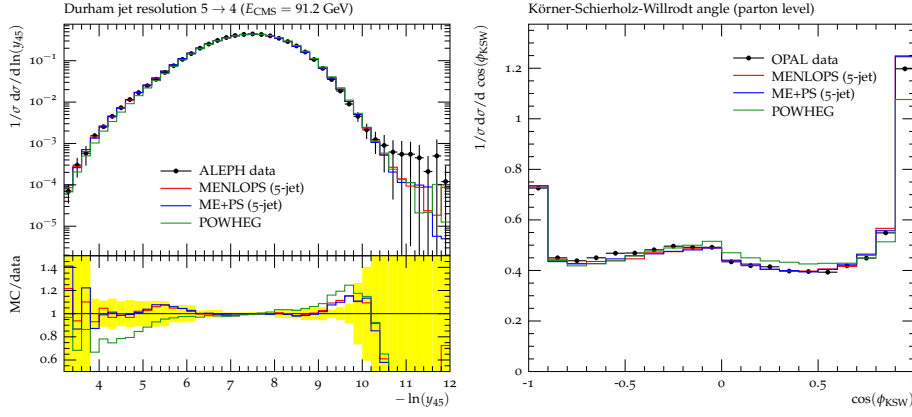 Durham jet resolution 5 → 4 (E_CMS = 91.2 GeV)
1/σ dσ/d ln(y_45)
10^−1
10^−2
10^−3
10^−4
10^−5
ALEPH data
MENLOPS (5-jet)
ME+PS (5-jet)
POWHEG
MC/data
1.4
1.2
1
0.8
0.6
4 5 6 7 8 9 10 11 12
− ln(y_45)
Körner-Schierholz-Willrodt angle (parton level)
1/σ dσ/d cos(ϕ_KSW)
1.2
1
0.8
0.6
0.4
0.2
0
OPAL data
MENLOPS (5-jet)
ME+PS (5-jet)
POWHEG
-1 -0.5 0 0.5
cos(ϕ_KSW)